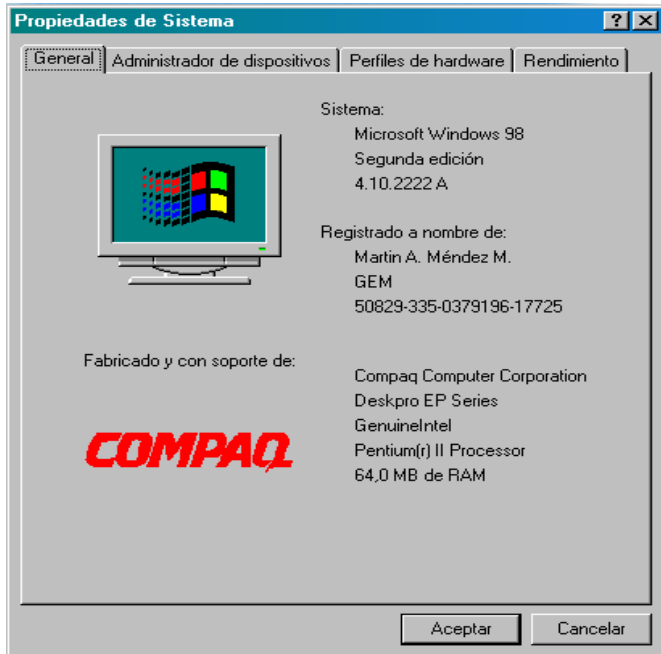 Propiedades de Sistema
General Administrador de dispositivos Perfiles de hardware Rendimiento
Sistema:
Microsoft Windows 98
Segunda edición
4.10.2222 A
Registrado a nombre de:
Martin A. Méndez M.
GEM
50829-335-0379196-17725
Fabricado y con soporte de:
COMPAQ
Compaq Computer Corporation
Deskpro EP Series
GenuineIntel
Pentium(r) II Processor
64,0 MB de RAM
Aceptar Cancelar